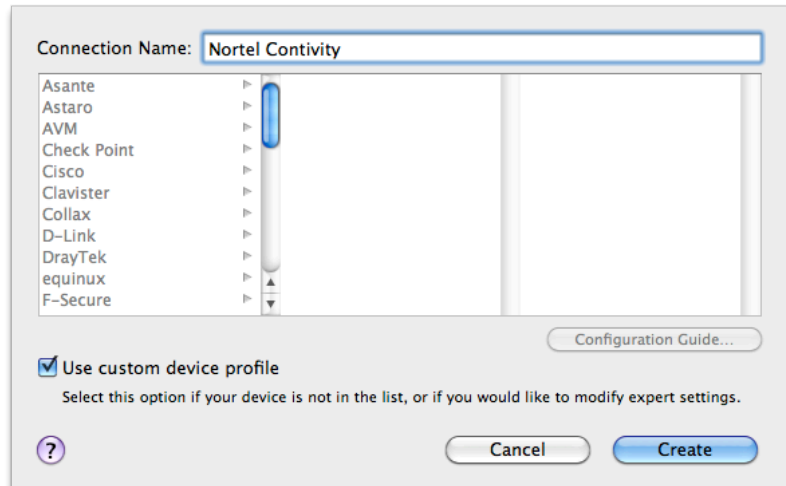 Connection Name: Nortel Contivity
Asante
Astaro
AVM
Check Point
Cisco
Clavister
Collax
D-Link
DrayTek
equinux
F-Secure
Configuration Guide...
Use custom device profile
Select this option if your device is not in the list, or if you would like to modify expert settings.
? Cancel Create